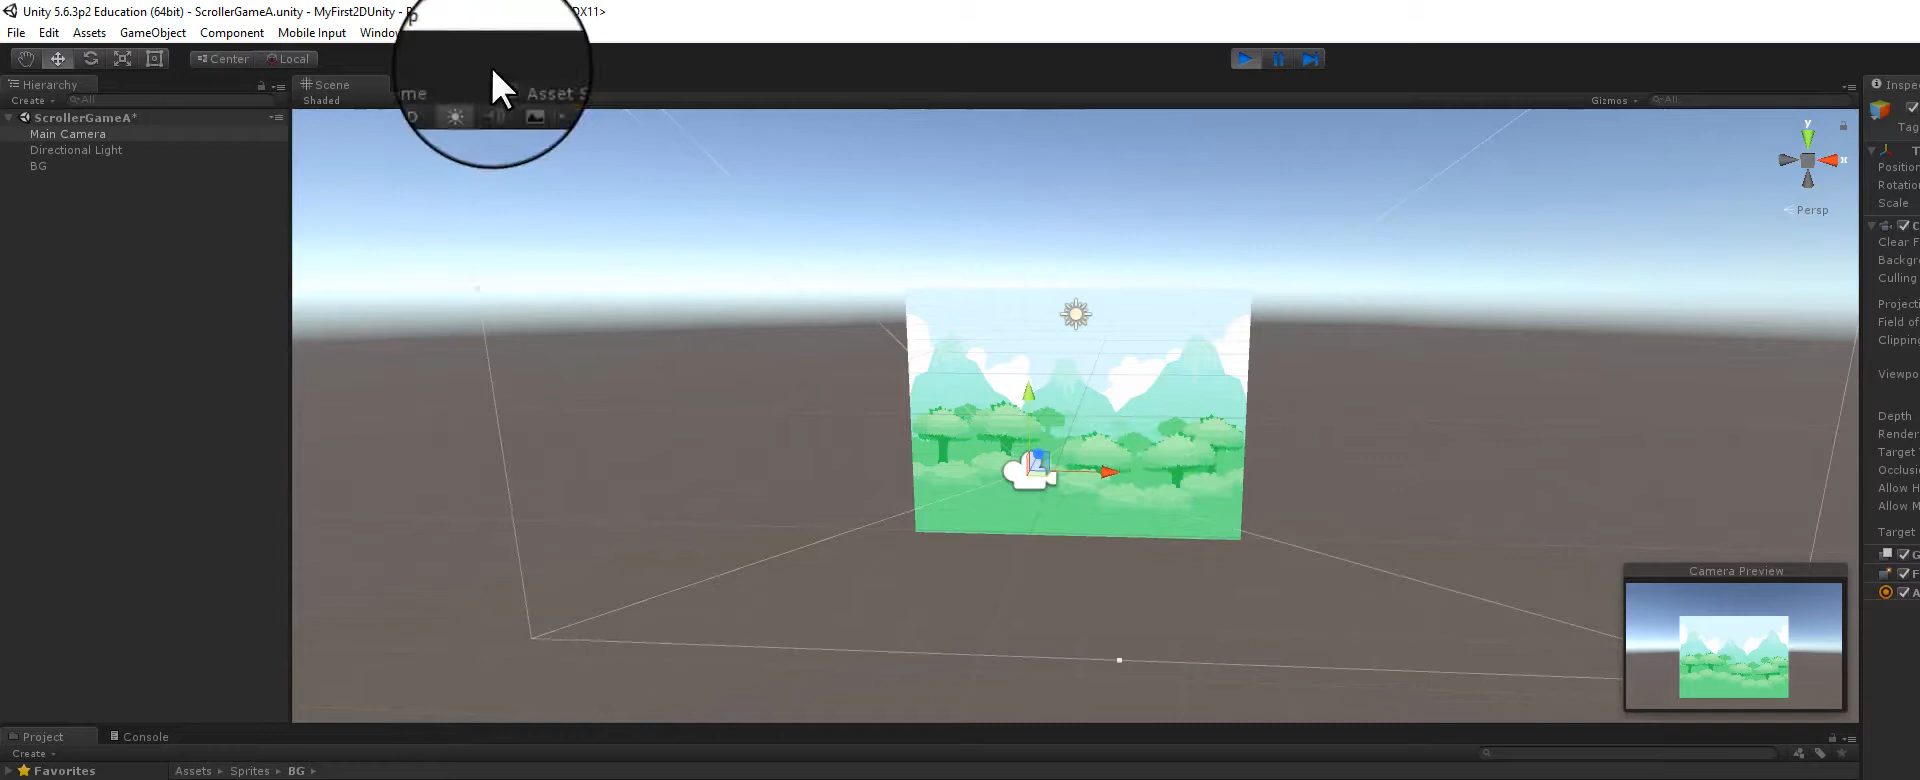 Unity 5.6.3p2 Education (64bit) - ScrollerGameA.unity - MyFirst2DUnity - DX11>
File Edit Assets GameObject Component Mobile Input Window
Center Local
Hierarchy Scene me Asset S Inspec
Create All Shaded D Gizmos All
ScrollerGameA*
Main Camera
Directional Light
BG
y
x
Persp
Tag
T
Position
Rotation
Scale
C
Clear F
Backgro
Culling
Projecti
Field of
Clipping
Viewpo
Depth
Render
Target
Occlusi
Allow H
Allow M
Target
G
F
A
Camera Preview
Project Console
Create
Favorites Assets Sprites BG